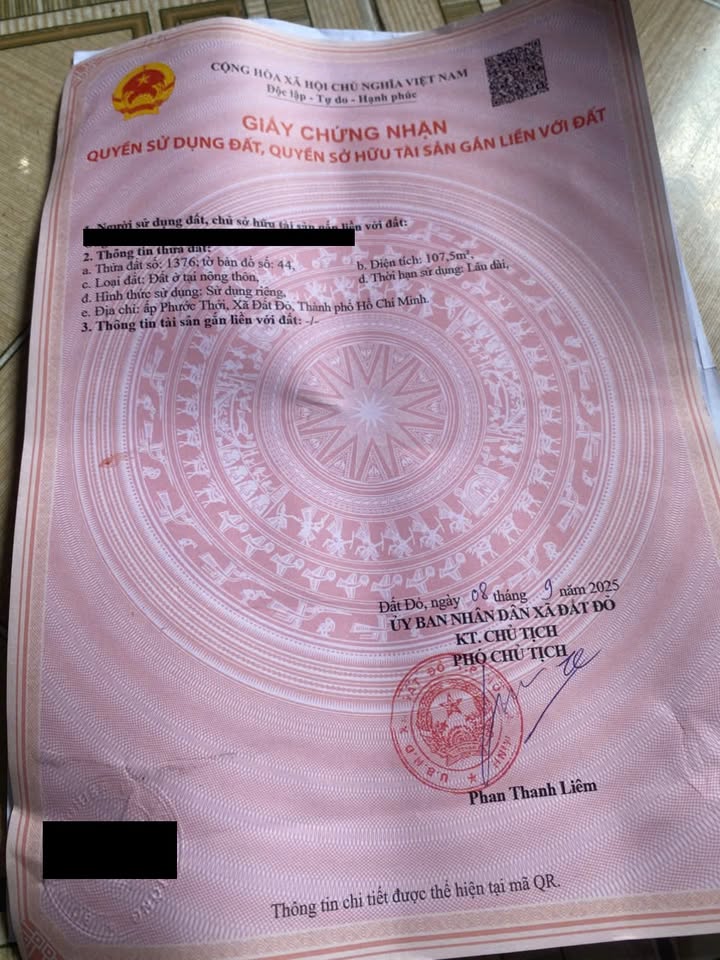 CỘNG HÒA XÃ HỘI CHỦ NGHĨA VIỆT NAM
Độc lập - Tự do - Hạnh phúc
GIẤY CHỨNG NHẬN
QUYỀN SỬ DỤNG ĐẤT, QUYỀN SỞ HỮU TÀI SẢN GẮN LIỀN VỚI ĐẤT
1. Người sử dụng đất, chủ sở hữu tài sản gắn liền với đất:
2. Thông tin thửa đất:
a. Thửa đất số: 1376; tờ bản đồ số: 44, b. Diện tích: 107,5m²,
c. Loại đất: Đất ở tại nông thôn, d. Thời hạn sử dụng: Lâu dài,
đ. Hình thức sử dụng: Sử dụng riêng,
e. Địa chỉ: ấp Phước Thới, Xã Đất Đỏ, Thành phố Hồ Chí Minh.
3. Thông tin tài sản gắn liền với đất: -/-
Đất Đỏ, ngày 08 tháng 9 năm 2025
ỦY BAN NHÂN DÂN XÃ ĐẤT ĐỎ
KT. CHỦ TỊCH
PHÓ CHỦ TỊCH
Phan Thanh Liêm
Thông tin chi tiết được thể hiện tại mã QR.